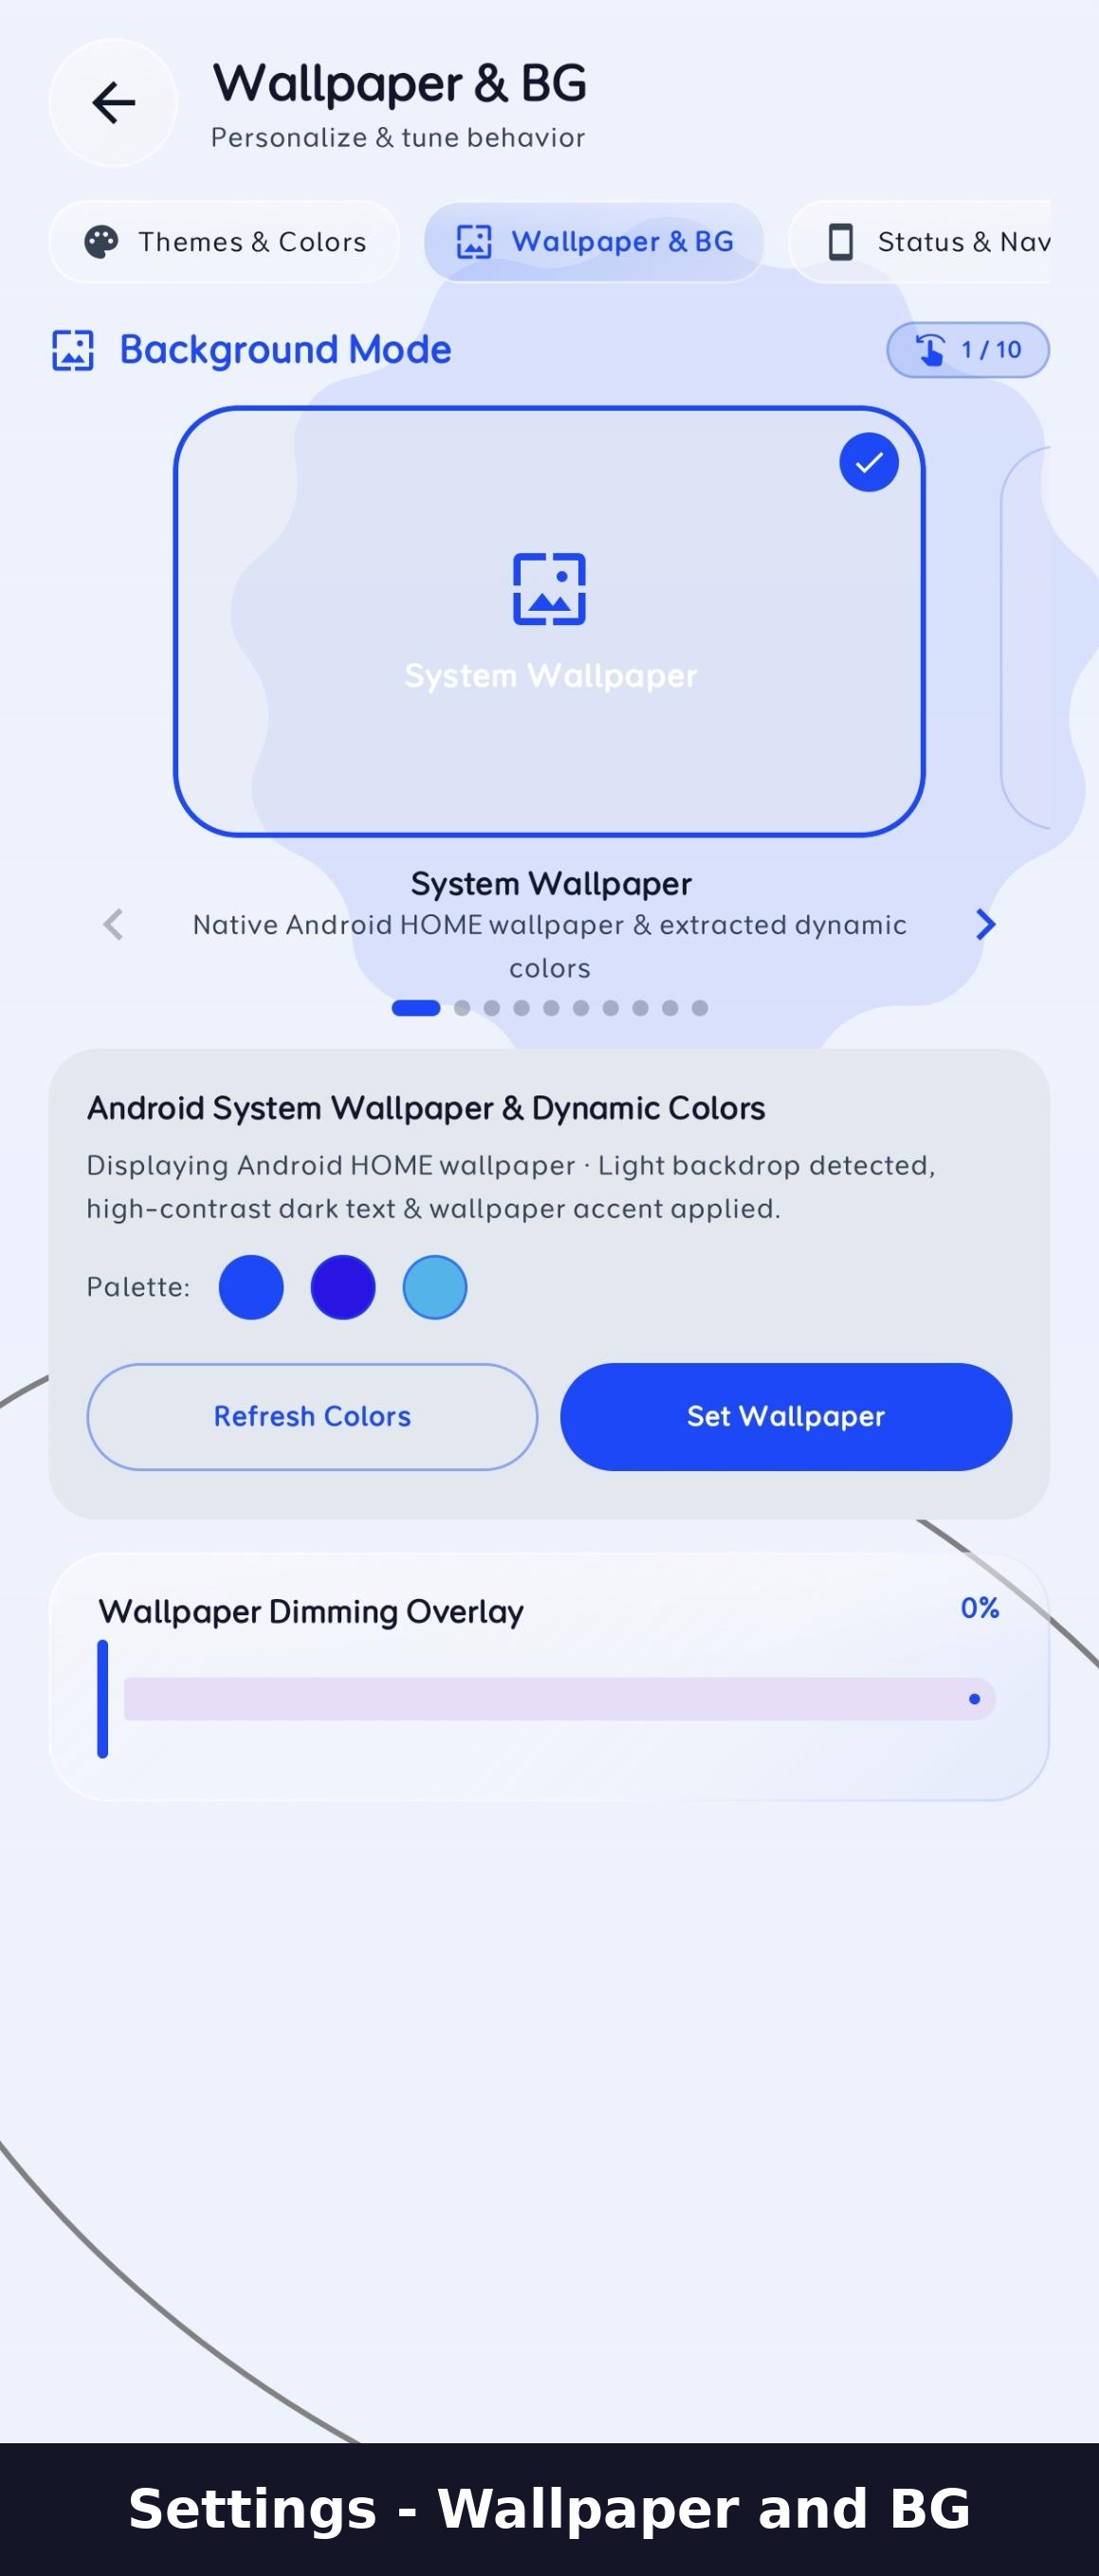 Wallpaper & BG
Personalize & tune behavior
Themes & Colors
Wallpaper & BG
Status & Nav
Background Mode
1 / 10
System Wallpaper
System Wallpaper
Native Android HOME wallpaper & extracted dynamic
colors
Android System Wallpaper & Dynamic Colors
Displaying Android HOME wallpaper · Light backdrop detected,
high-contrast dark text & wallpaper accent applied.
Palette:
Refresh Colors
Set Wallpaper
Wallpaper Dimming Overlay
0%
Settings - Wallpaper and BG